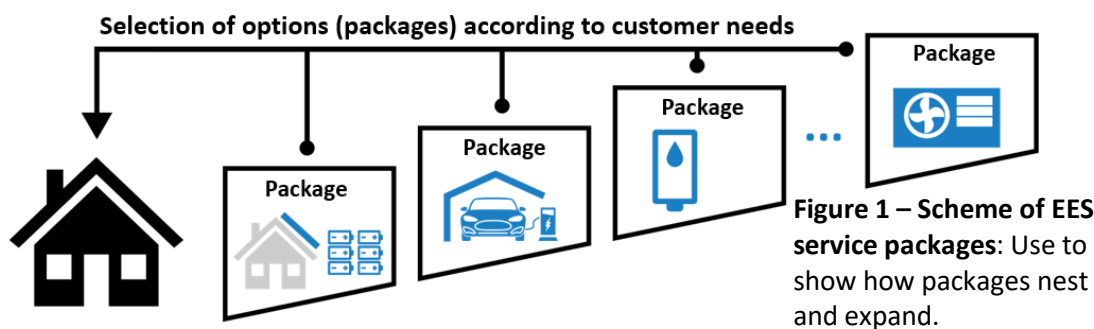 Selection of options (packages) according to customer needs
Package
Package
Package
Package
Figure 1 – Scheme of EES
service packages: Use to
show how packages nest
and expand.